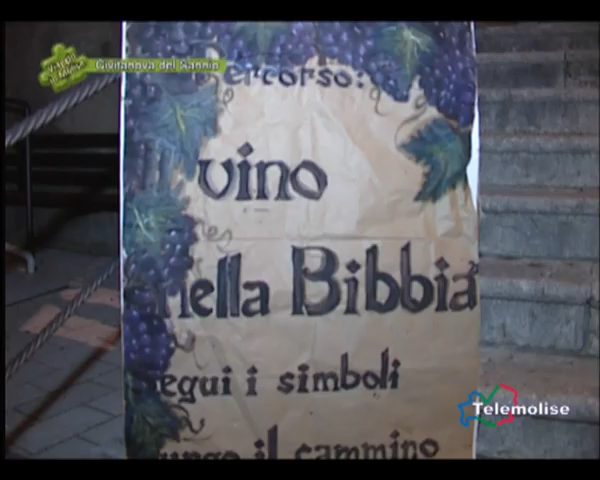 Civitanova del Sannio
ercorso:
vino
nella Bibbia
egui i simboli
ungo il cammino
Telemolise